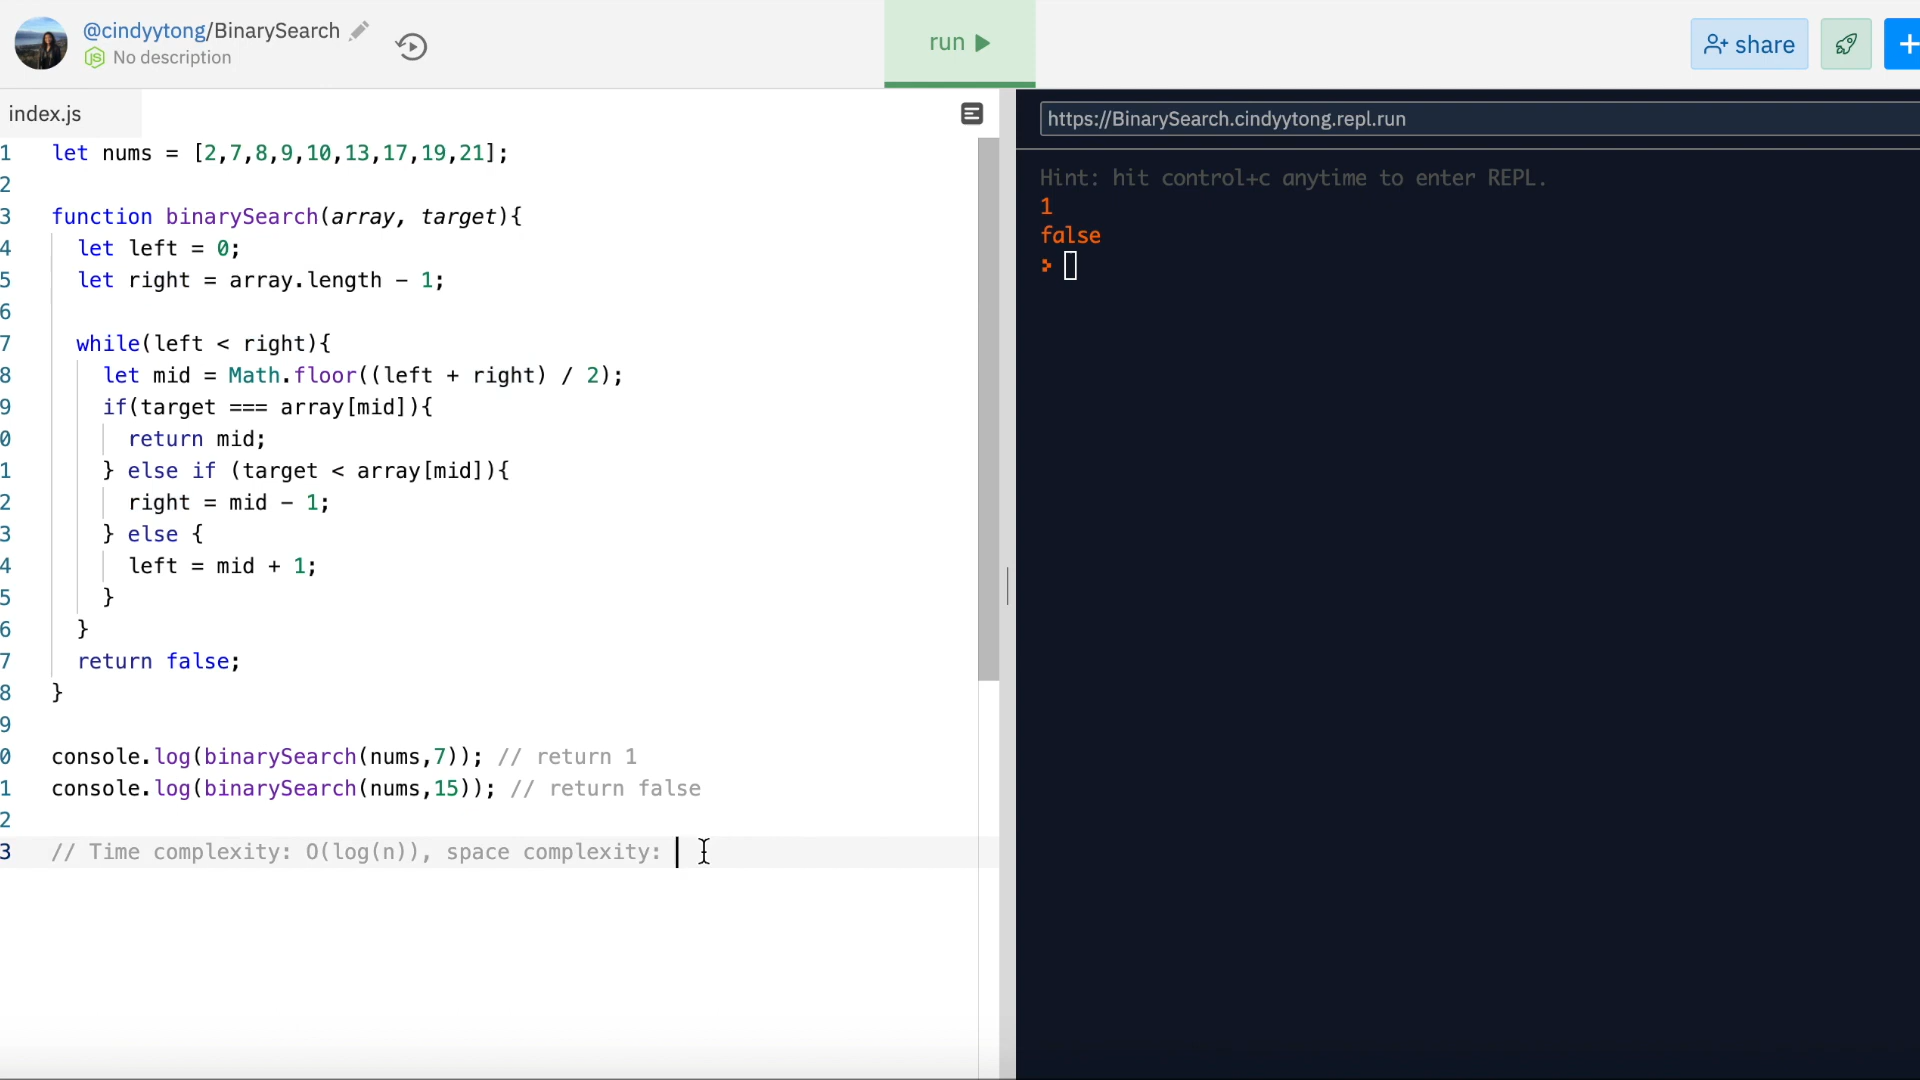 @cindyytong/BinarySearch
No description
run
share
index.js
https://BinarySearch.cindyytong.repl.run
1 let nums = [2,7,8,9,10,13,17,19,21];
2
3 function binarySearch(array, target){
4 let left = 0;
5 let right = array.length - 1;
6
7 while(left < right){
8 let mid = Math.floor((left + right) / 2);
9 if(target === array[mid]){
0 return mid;
1 } else if (target < array[mid]){
2 right = mid - 1;
3 } else {
4 left = mid + 1;
5 }
6 }
7 return false;
8 }
9
0 console.log(binarySearch(nums,7)); // return 1
1 console.log(binarySearch(nums,15)); // return false
2
3 // Time complexity: O(log(n)), space complexity:
Hint: hit control+c anytime to enter REPL.
1
false